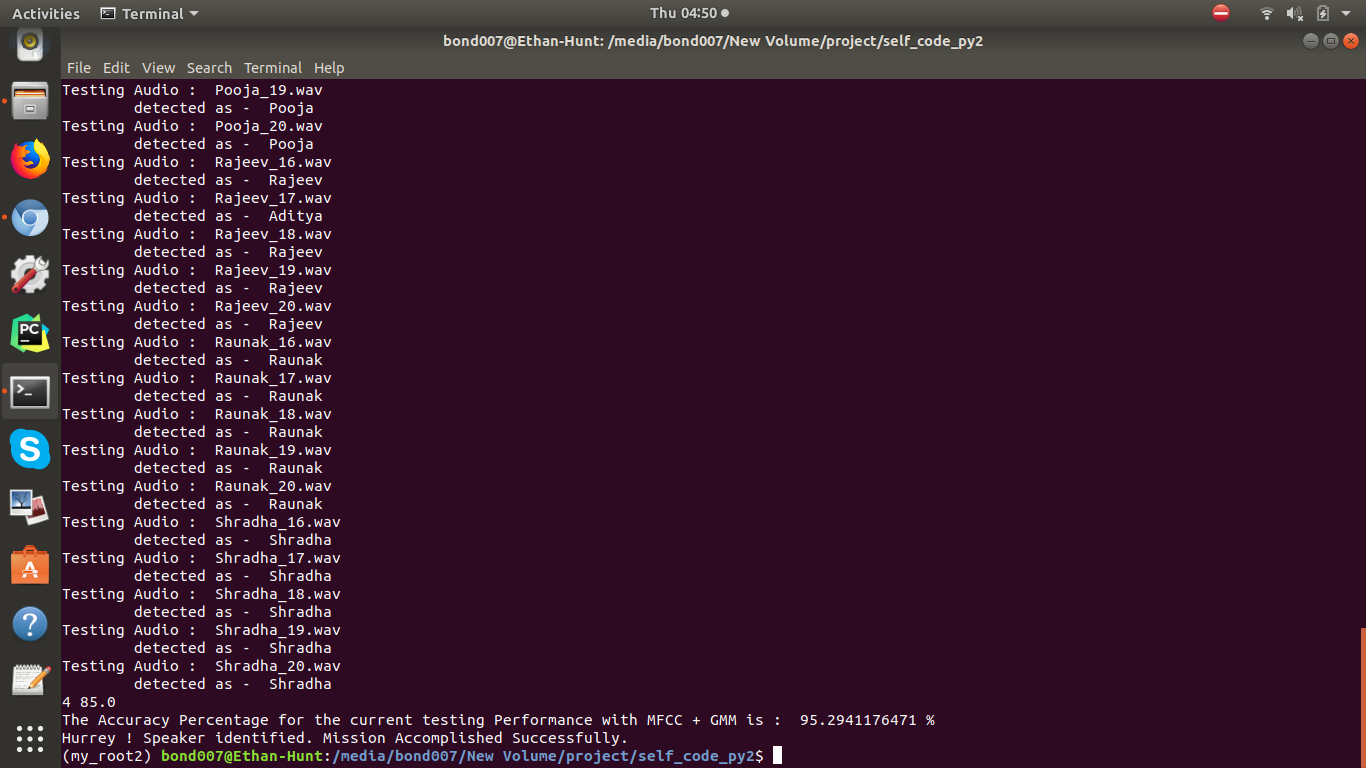 Activities Terminal Thu 04:50
bond007@Ethan-Hunt: /media/bond007/New Volume/project/self_code_py2
File Edit View Search Terminal Help
Testing Audio :  Pooja_19.wav
        detected as -  Pooja
Testing Audio :  Pooja_20.wav
        detected as -  Pooja
Testing Audio :  Rajeev_16.wav
        detected as -  Rajeev
Testing Audio :  Rajeev_17.wav
        detected as -  Aditya
Testing Audio :  Rajeev_18.wav
        detected as -  Rajeev
Testing Audio :  Rajeev_19.wav
        detected as -  Rajeev
Testing Audio :  Rajeev_20.wav
        detected as -  Rajeev
Testing Audio :  Raunak_16.wav
        detected as -  Raunak
Testing Audio :  Raunak_17.wav
        detected as -  Raunak
Testing Audio :  Raunak_18.wav
        detected as -  Raunak
Testing Audio :  Raunak_19.wav
        detected as -  Raunak
Testing Audio :  Raunak_20.wav
        detected as -  Raunak
Testing Audio :  Shradha_16.wav
        detected as -  Shradha
Testing Audio :  Shradha_17.wav
        detected as -  Shradha
Testing Audio :  Shradha_18.wav
        detected as -  Shradha
Testing Audio :  Shradha_19.wav
        detected as -  Shradha
Testing Audio :  Shradha_20.wav
        detected as -  Shradha
4 85.0
The Accuracy Percentage for the current testing Performance with MFCC + GMM is :  95.2941176471 %
Hurrey ! Speaker identified. Mission Accomplished Successfully.
(my_root2) bond007@Ethan-Hunt:/media/bond007/New Volume/project/self_code_py2$
PC
>_
S
A
?